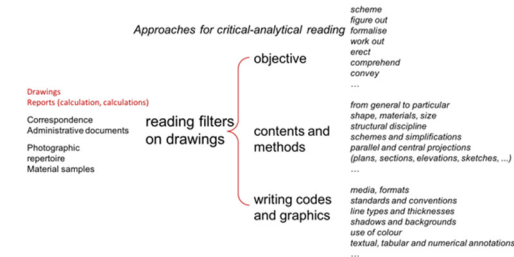 Approaches for critical-analytical reading
Drawings
Reports (calculation, calculations)
Correspondence
Administrative documents
Photographic
repertoire
Material samples
reading filters
on drawings
objective
scheme
figure out
formalise
work out
erect
comprehend
convey
...
contents and
methods
from general to particular
shape, materials, size
structural discipline
schemes and simplifications
parallel and central projections
(plans, sections, elevations, sketches, ...)
...
writing codes
and graphics
media, formats
standards and conventions
line types and thicknesses
shadows and backgrounds
use of colour
textual, tabular and numerical annotations
...